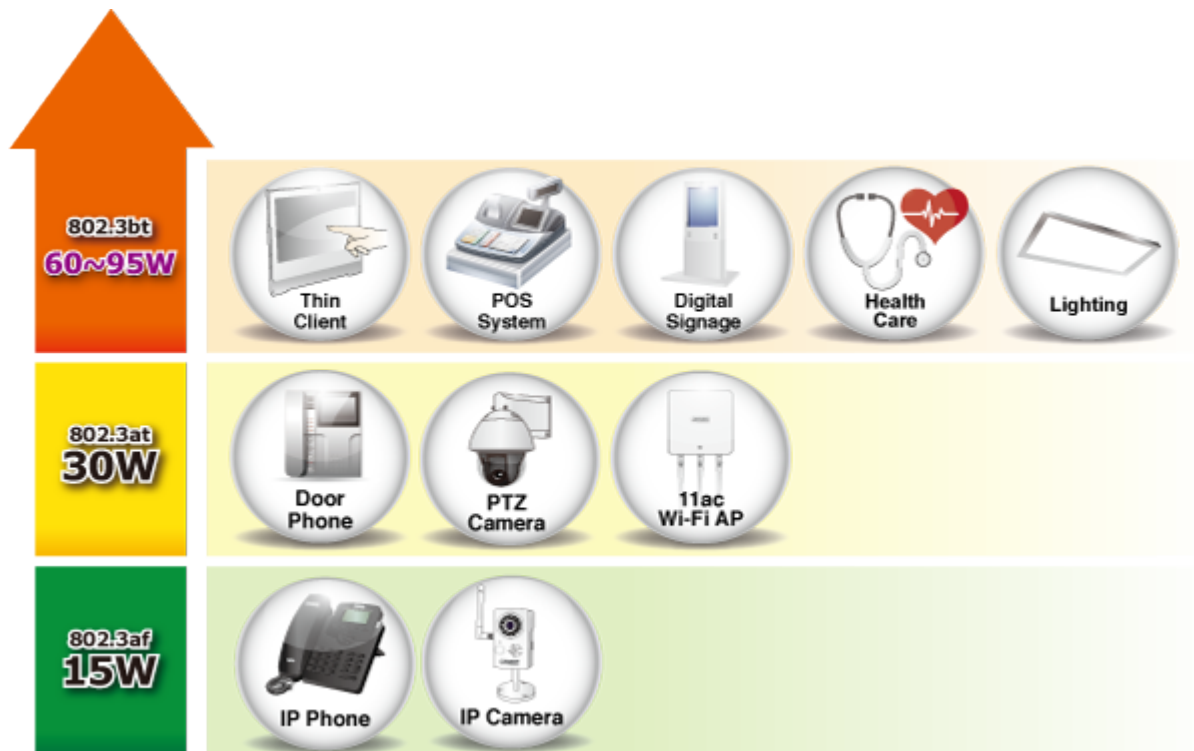 802.3bt
60~95W
Thin
Client
POS
System
Digital
Signage
Health
Care
Lighting
802.3at
30W
Door
Phone
PTZ
Camera
11ac
Wi-Fi AP
802.3af
15W
IP Phone
IP Camera